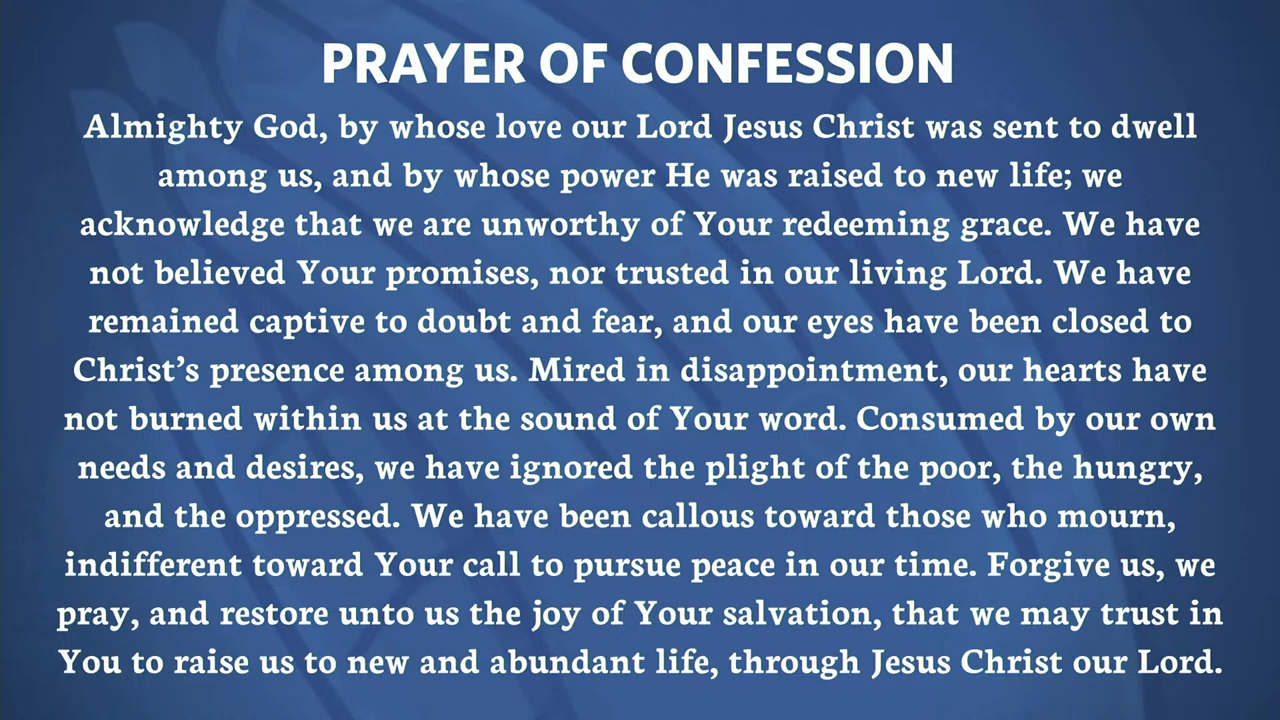 PRAYER OF CONFESSION
Almighty God, by whose love our Lord Jesus Christ was sent to dwell
among us, and by whose power He was raised to new life; we
acknowledge that we are unworthy of Your redeeming grace. We have
not believed Your promises, nor trusted in our living Lord. We have
remained captive to doubt and fear, and our eyes have been closed to
Christ’s presence among us. Mired in disappointment, our hearts have
not burned within us at the sound of Your word. Consumed by our own
needs and desires, we have ignored the plight of the poor, the hungry,
and the oppressed. We have been callous toward those who mourn,
indifferent toward Your call to pursue peace in our time. Forgive us, we
pray, and restore unto us the joy of Your salvation, that we may trust in
You to raise us to new and abundant life, through Jesus Christ our Lord.